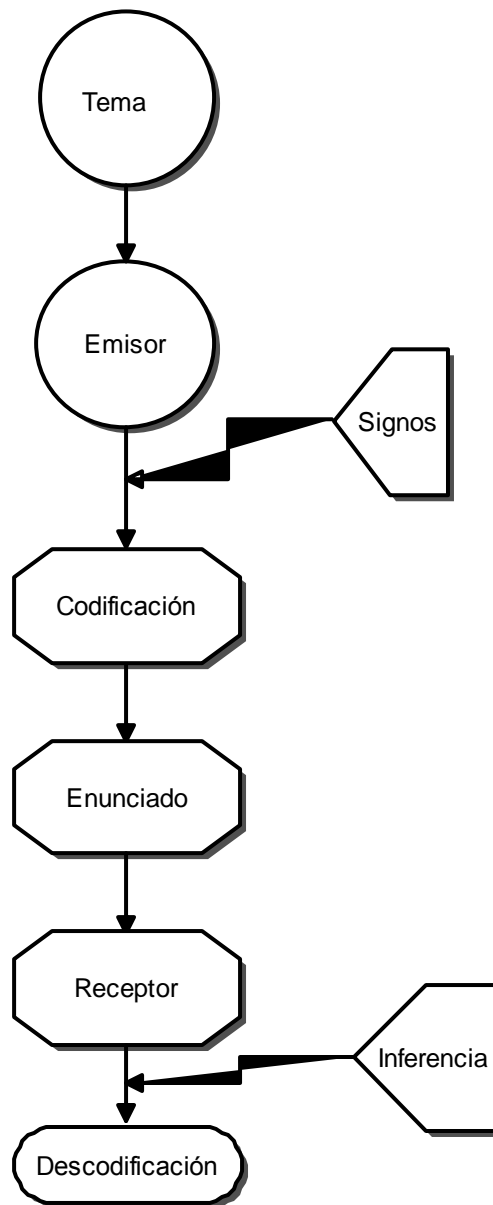 Tema
Emisor
Signos
Codificación
Enunciado
Receptor
Inferencia
Descodificación